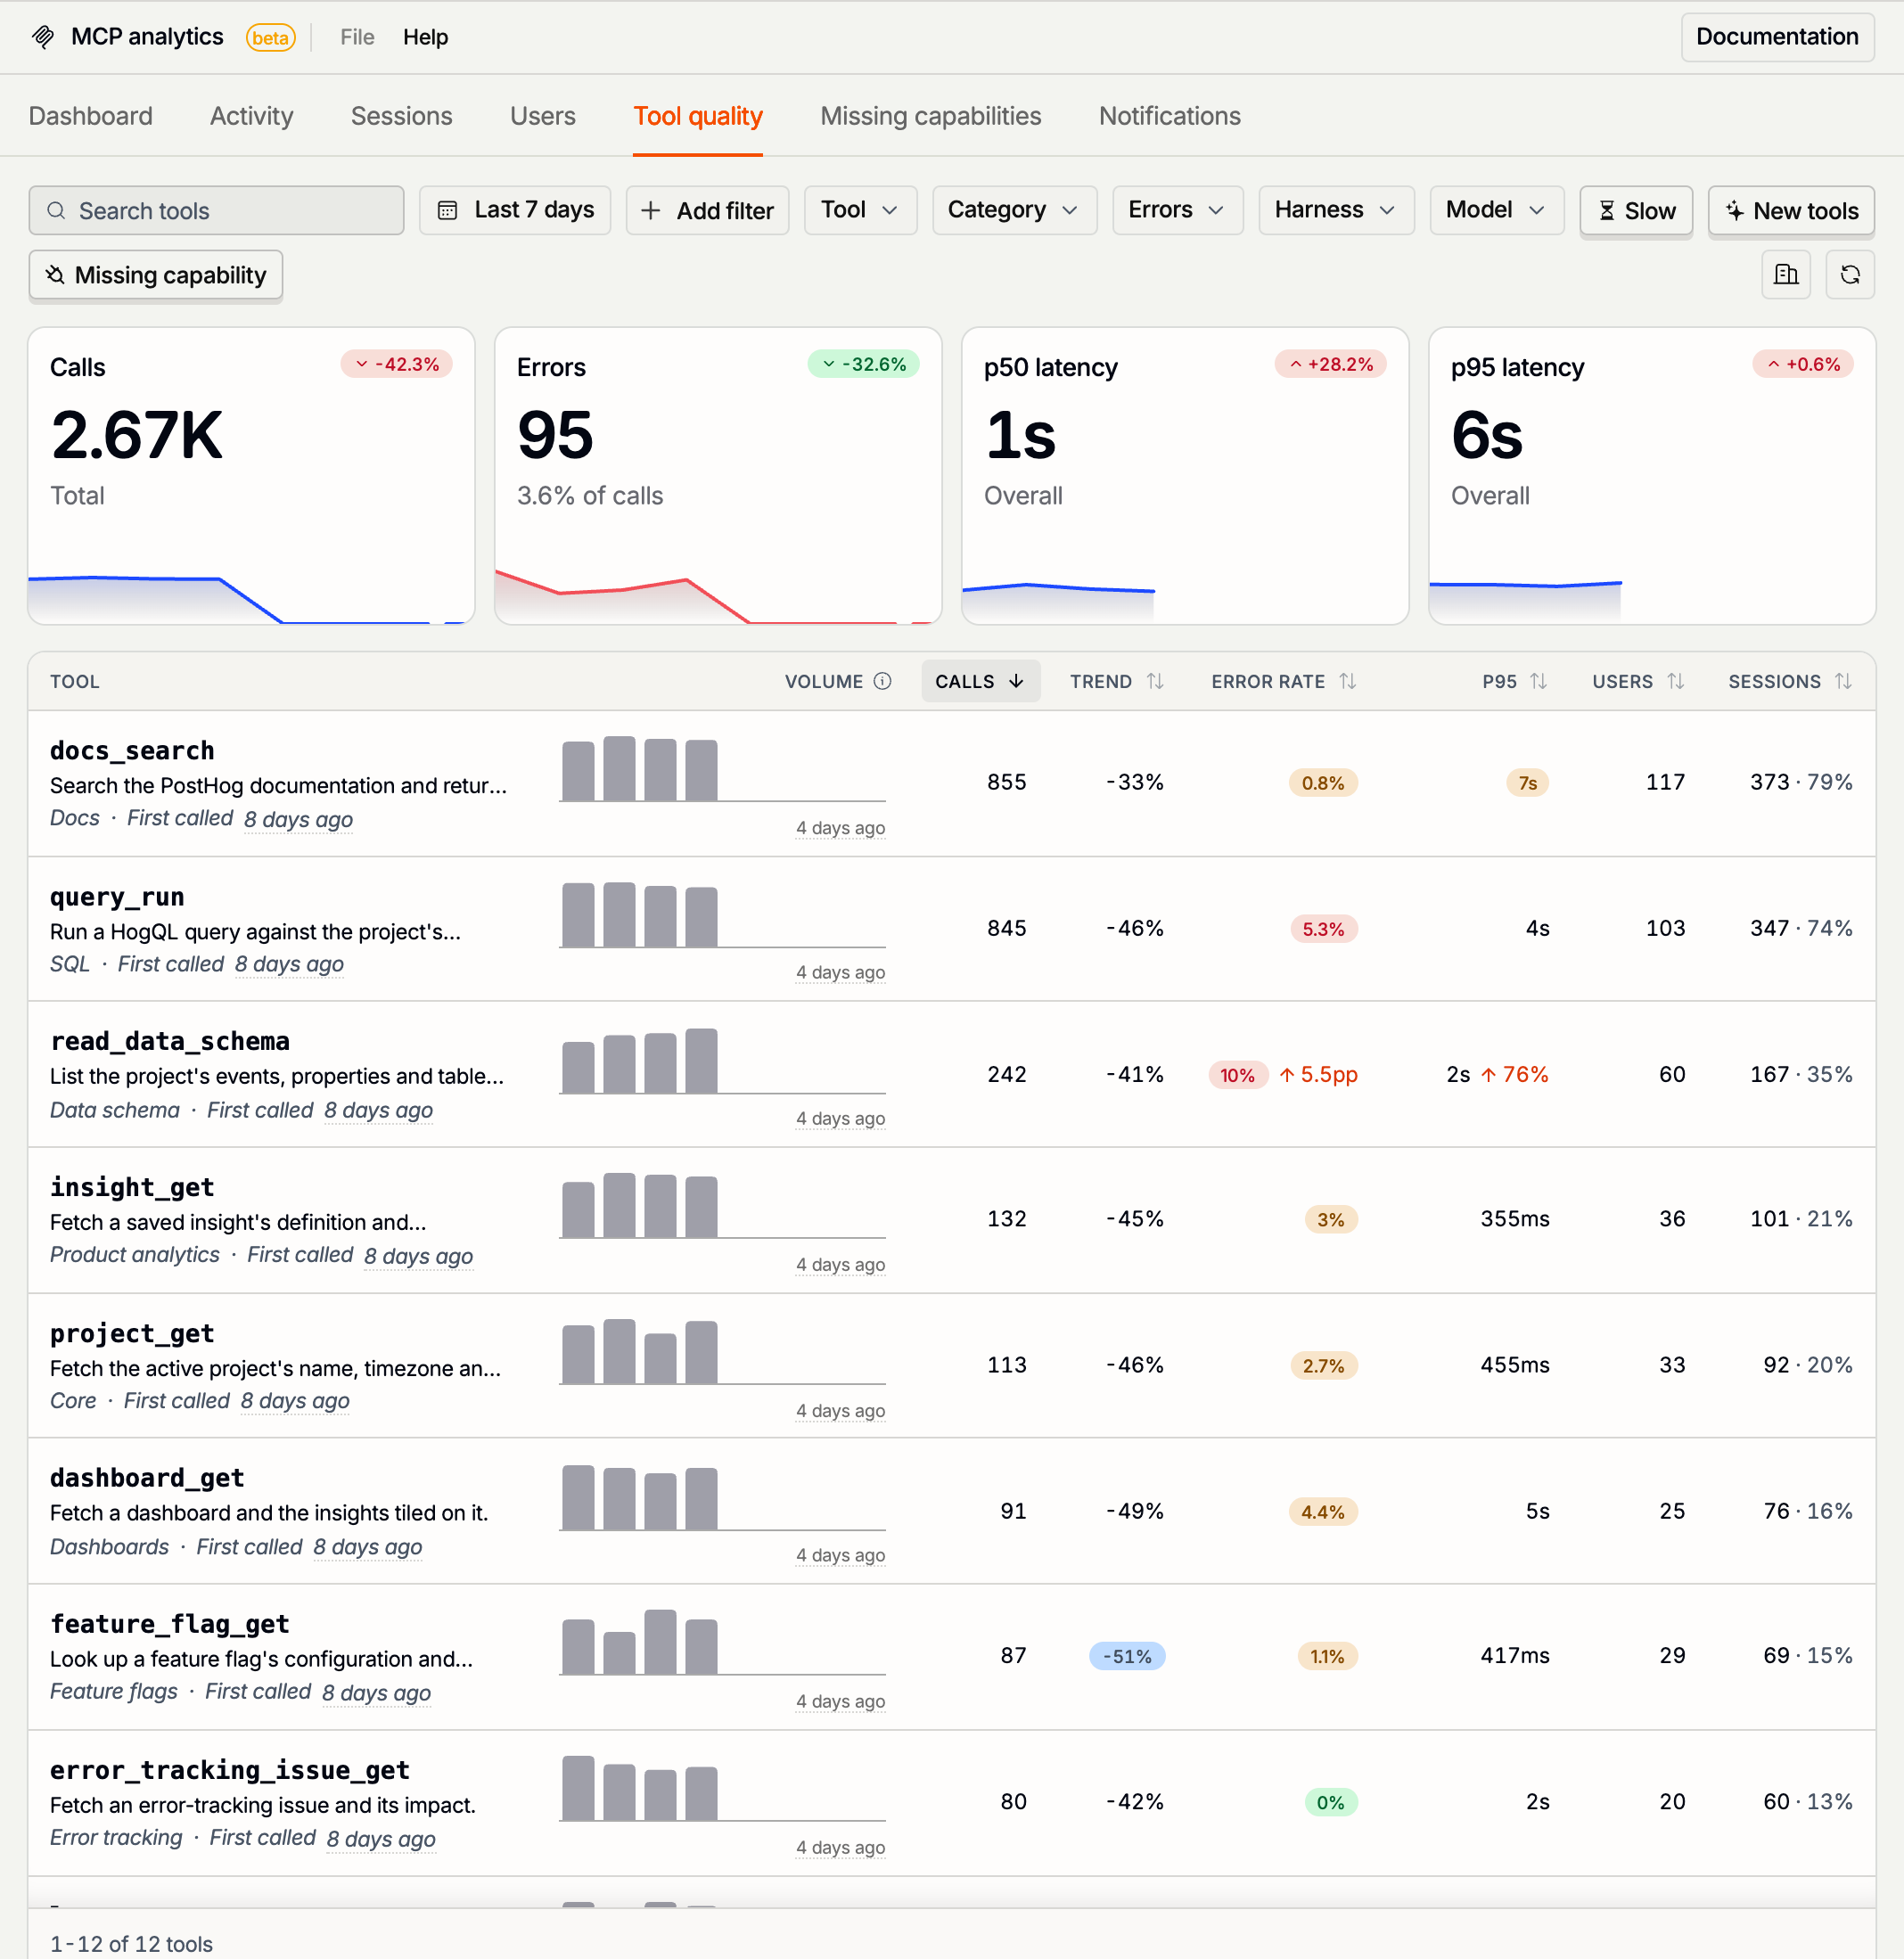 MCP analytics beta File Help Documentation
Dashboard Activity Sessions Users Tool quality Missing capabilities Notifications
Search tools Last 7 days Add filter Tool Category Errors Harness Model Slow New tools
Missing capability
Calls -42.3% Errors -32.6% p50 latency +28.2% p95 latency +0.6%
2.67K 95 1s 6s
Total 3.6% of calls Overall Overall
TOOL VOLUME CALLS TREND ERROR RATE P95 USERS SESSIONS
docs_search
Search the PostHog documentation and retur...
Docs · First called 8 days ago
4 days ago
855 -33% 0.8% 7s 117 373 · 79%
query_run
Run a HogQL query against the project's...
SQL · First called 8 days ago
4 days ago
845 -46% 5.3% 4s 103 347 · 74%
read_data_schema
List the project's events, properties and table...
Data schema · First called 8 days ago
4 days ago
242 -41% 10% ↑ 5.5pp 2s ↑ 76% 60 167 · 35%
insight_get
Fetch a saved insight's definition and...
Product analytics · First called 8 days ago
4 days ago
132 -45% 3% 355ms 36 101 · 21%
project_get
Fetch the active project's name, timezone an...
Core · First called 8 days ago
4 days ago
113 -46% 2.7% 455ms 33 92 · 20%
dashboard_get
Fetch a dashboard and the insights tiled on it.
Dashboards · First called 8 days ago
4 days ago
91 -49% 4.4% 5s 25 76 · 16%
feature_flag_get
Look up a feature flag's configuration and...
Feature flags · First called 8 days ago
4 days ago
87 -51% 1.1% 417ms 29 69 · 15%
error_tracking_issue_get
Fetch an error-tracking issue and its impact.
Error tracking · First called 8 days ago
4 days ago
80 -42% 0% 2s 20 60 · 13%
1-12 of 12 tools